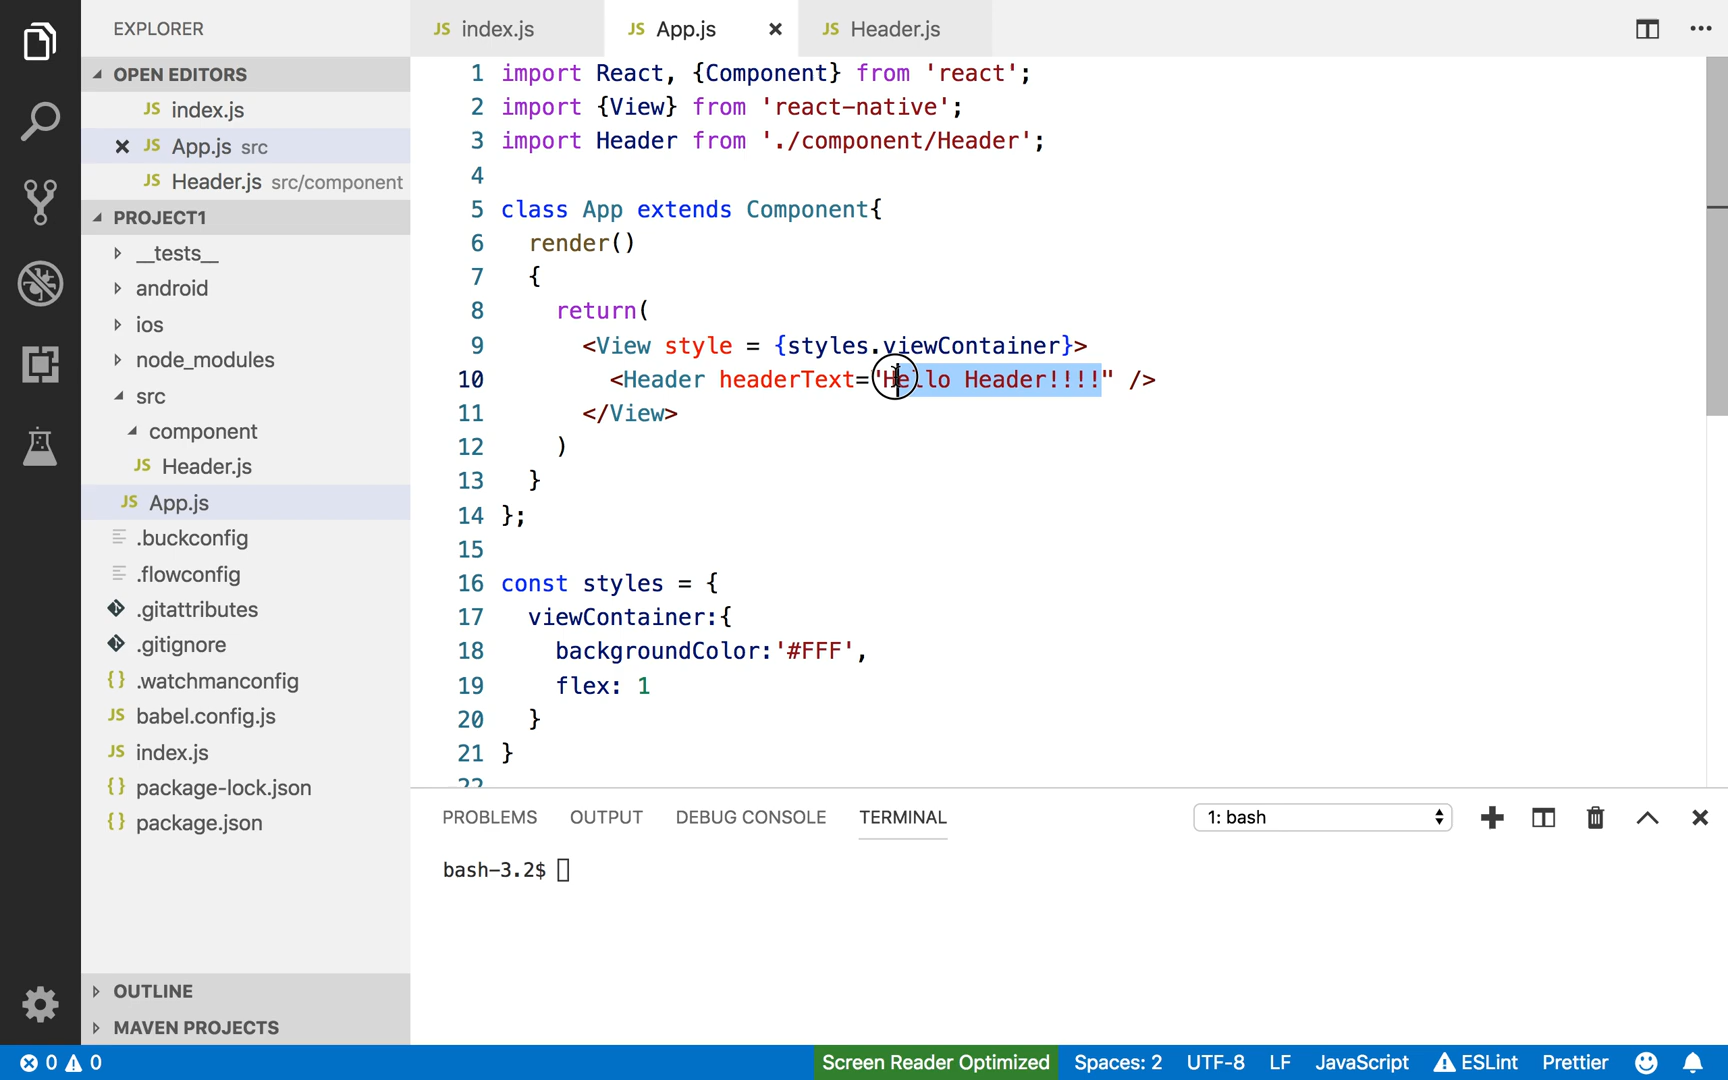 EXPLORER
OPEN EDITORS
JS index.js
JS App.js src
JS Header.js src/component
PROJECT1
__tests__
android
ios
node_modules
src
component
JS Header.js
JS App.js
.buckconfig
.flowconfig
.gitattributes
.gitignore
{} .watchmanconfig
JS babel.config.js
JS index.js
{} package-lock.json
{} package.json
OUTLINE
MAVEN PROJECTS
JS index.js
JS App.js
JS Header.js
1 import React, {Component} from 'react';
2 import {View} from 'react-native';
3 import Header from './component/Header';
4
5 class App extends Component{
6 render()
7 {
8 return(
9 <View style = {styles.viewContainer}>
10 <Header headerText="Hello Header!!!!" />
11 </View>
12 )
13 }
14 };
15
16 const styles = {
17 viewContainer:{
18 backgroundColor:'#FFF',
19 flex: 1
20 }
21 }
22
PROBLEMS OUTPUT DEBUG CONSOLE TERMINAL 1: bash
bash-3.2$
0 0 Screen Reader Optimized Spaces: 2 UTF-8 LF JavaScript ESLint Prettier